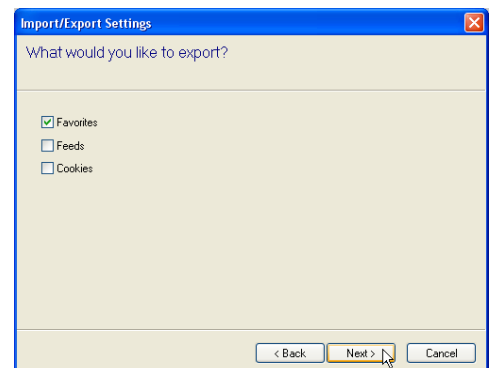 Import/Export Settings
What would you like to export?
Favorites
Feeds
Cookies
< Back Next > Cancel